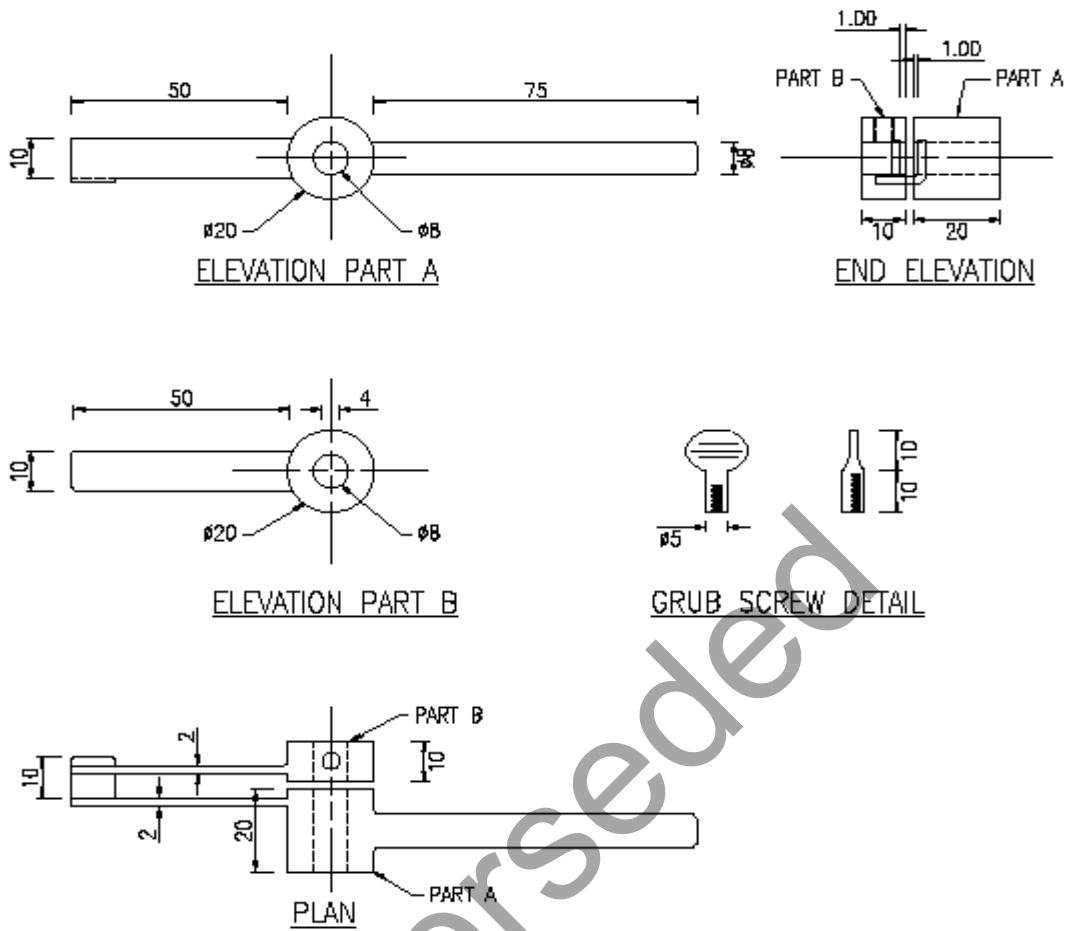 1.00
1.00
PART B
PART A
50
75
10
ø8
ø20
ø8
10
20
ELEVATION PART A
END ELEVATION
50
4
10
10
10
ø20
ø8
ø5
ELEVATION PART B
GRUB SCREW DETAIL
PART B
2
10
10
2
20
PART A
PLAN
erseded